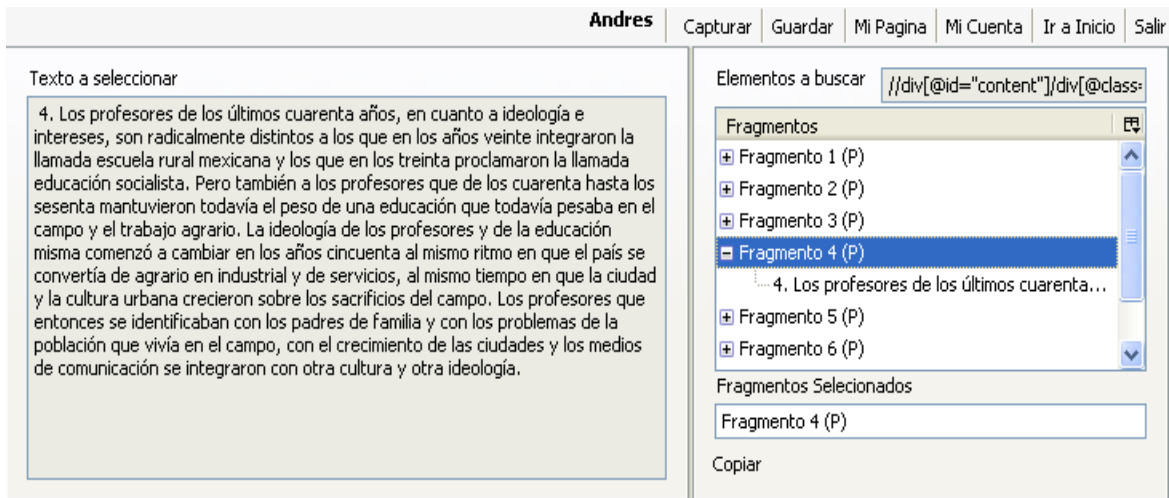 Andres
Capturar
Guardar
Mi Pagina
Mi Cuenta
Ir a Inicio
Salir
Texto a seleccionar
4. Los profesores de los últimos cuarenta años, en cuanto a ideología e
intereses, son radicalmente distintos a los que en los años veinte integraron la
llamada escuela rural mexicana y los que en los treinta proclamaron la llamada
educación socialista. Pero también a los profesores que de los cuarenta hasta los
sesenta mantuvieron todavía el peso de una educación que todavía pesaba en el
campo y el trabajo agrario. La ideología de los profesores y de la educación
misma comenzó a cambiar en los años cincuenta al mismo ritmo en que el país se
convertía de agrario en industrial y de servicios, al mismo tiempo en que la ciudad
y la cultura urbana crecieron sobre los sacrificios del campo. Los profesores que
entonces se identificaban con los padres de familia y con los problemas de la
población que vivía en el campo, con el crecimiento de las ciudades y los medios
de comunicación se integraron con otra cultura y otra ideología.
Elementos a buscar
//div[@id="content"]/div[@class=
Fragmentos
Fragmento 1 (P)
Fragmento 2 (P)
Fragmento 3 (P)
Fragmento 4 (P)
4. Los profesores de los últimos cuarenta...
Fragmento 5 (P)
Fragmento 6 (P)
Fragmentos Selecionados
Fragmento 4 (P)
Copiar